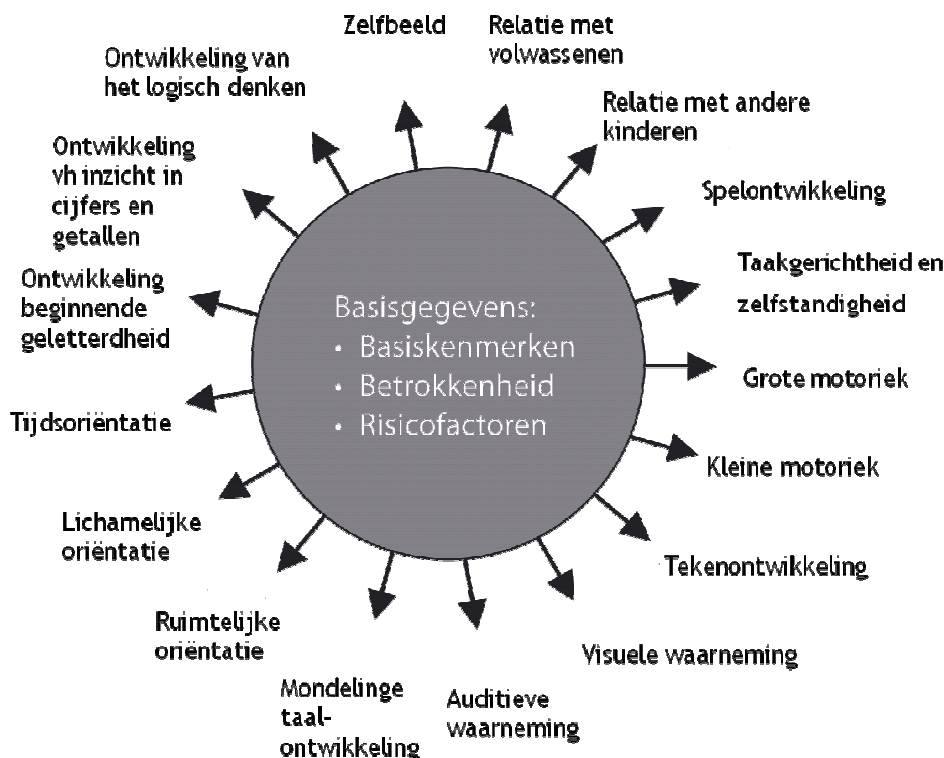 Zelfbeeld
Relatie met
volwassenen
Relatie met andere
kinderen
Spelontwikkeling
Taakgerichtheid en
zelfstandigheid
Grote motoriek
Kleine motoriek
Tekenontwikkeling
Visuele waarneming
Auditieve
waarneming
Mondelinge
taal-
ontwikkeling
Ruimtelijke
oriëntatie
Lichamelijke
oriëntatie
Tijdsoriëntatie
Ontwikkeling
beginnende
geletterdheid
Ontwikkeling
vh inzicht in
cijfers en
getallen
Ontwikkeling van
het logisch denken
Basisgegevens:
• Basiskenmerken
• Betrokkenheid
• Risicofactoren